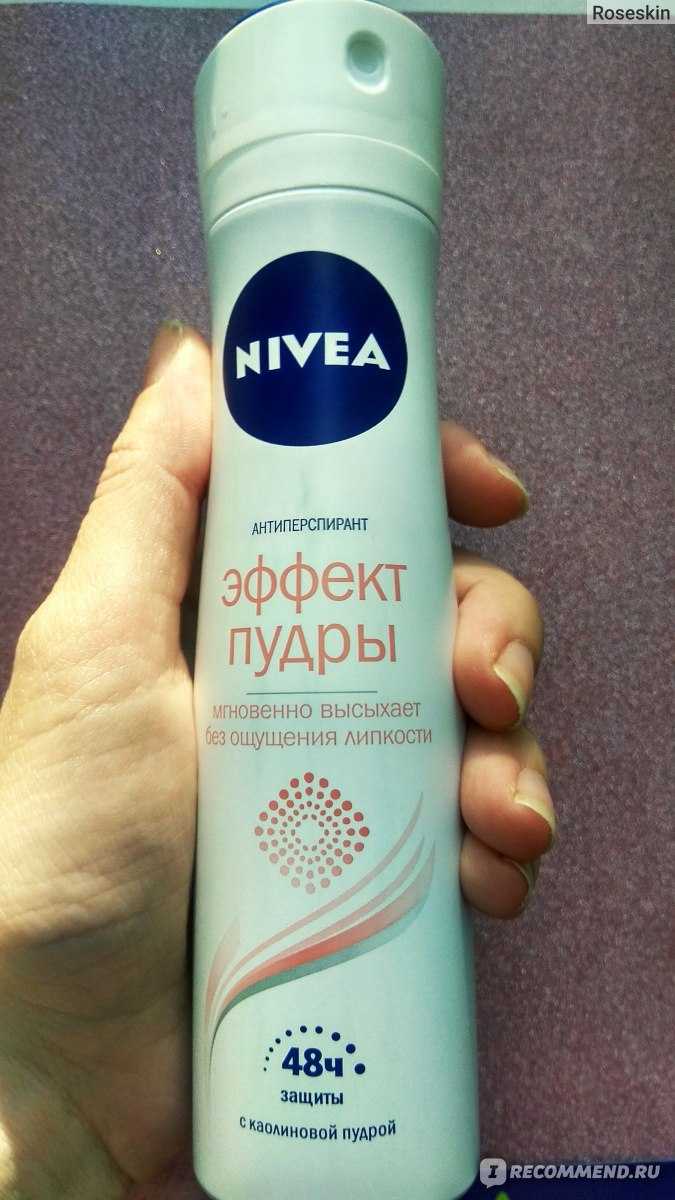 Roseskin
NIVEA
АНТИПЕРСПИРАНТ
эффект
пудры
мгновенно высыхает
без ощущения липкости
48ч
защиты
с каолиновой пудрой
IRECOMMEND.RU